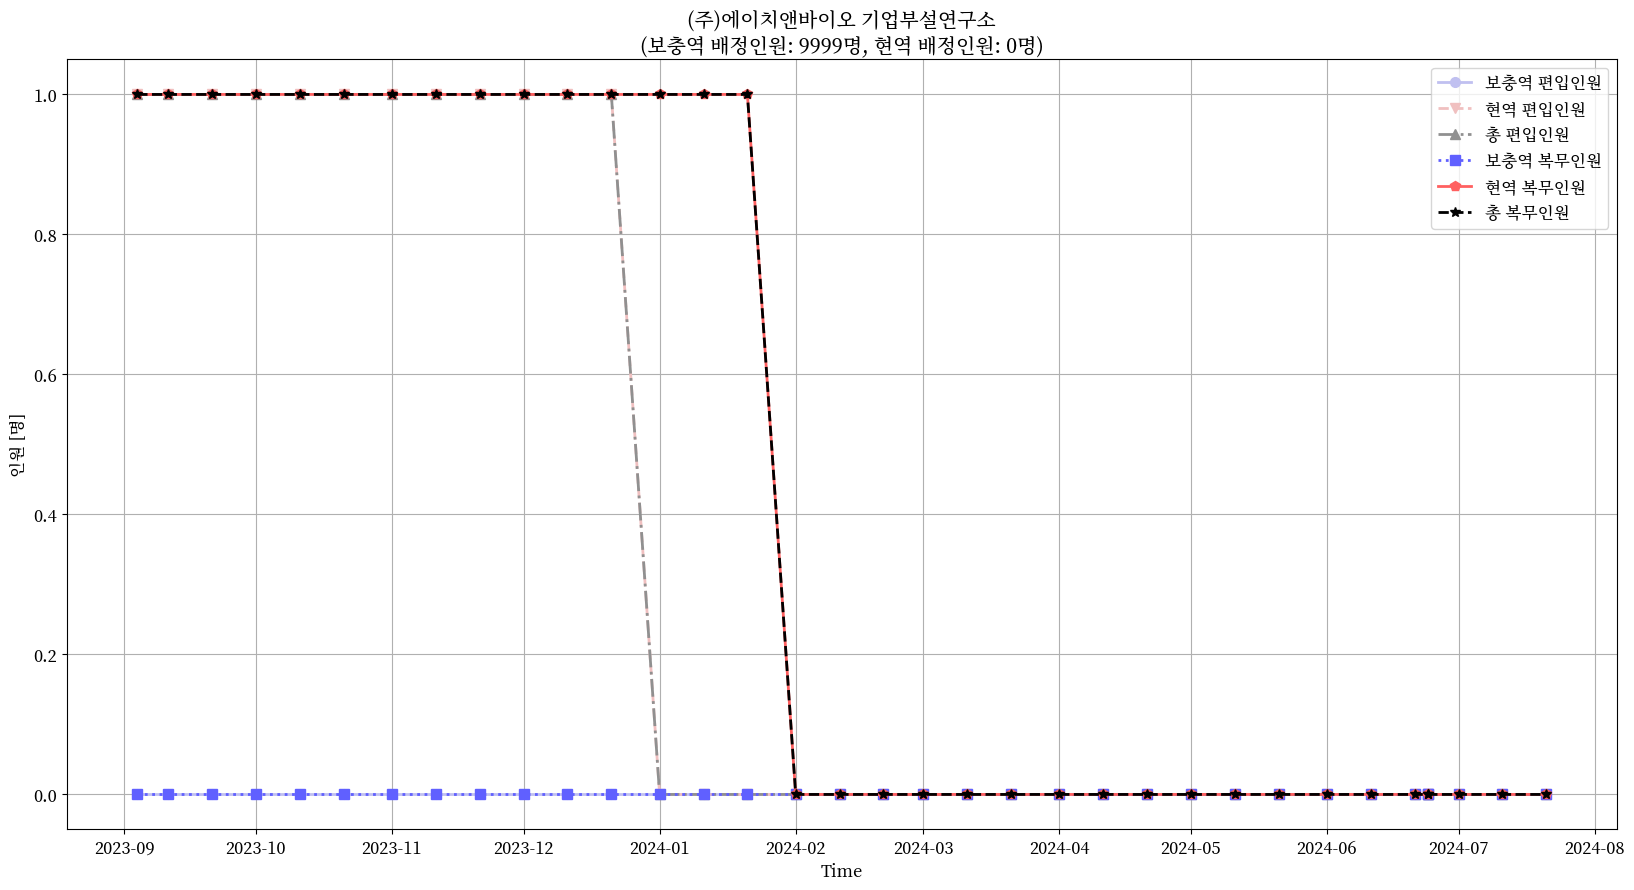 (주)에이치앤바이오 기업부설연구소
(보충역 배정인원: 9999명, 현역 배정인원: 0명)
보충역 편입인원
현역 편입인원
총 편입인원
보충역 복무인원
현역 복무인원
총 복무인원
인원 [명]
1.0
0.8
0.6
0.4
0.2
0.0
2023-09
2023-10
2023-11
2023-12
2024-01
2024-02
2024-03
2024-04
2024-05
2024-06
2024-07
2024-08
Time